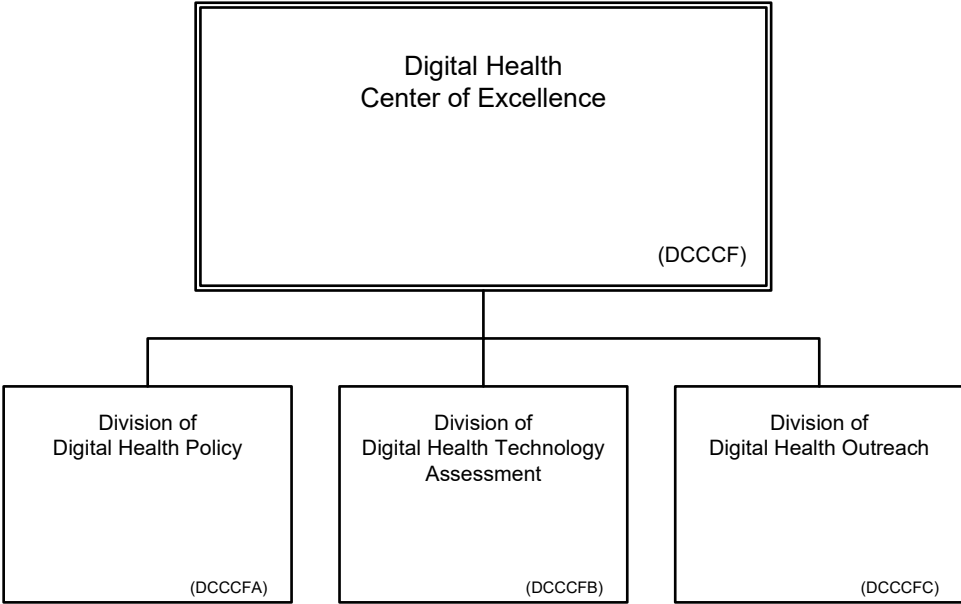 Digital Health
Center of Excellence
(DCCCF)
Division of
Digital Health Policy
(DCCCFA)
Division of
Digital Health Technology
Assessment
(DCCCFB)
Division of
Digital Health Outreach
(DCCCFC)